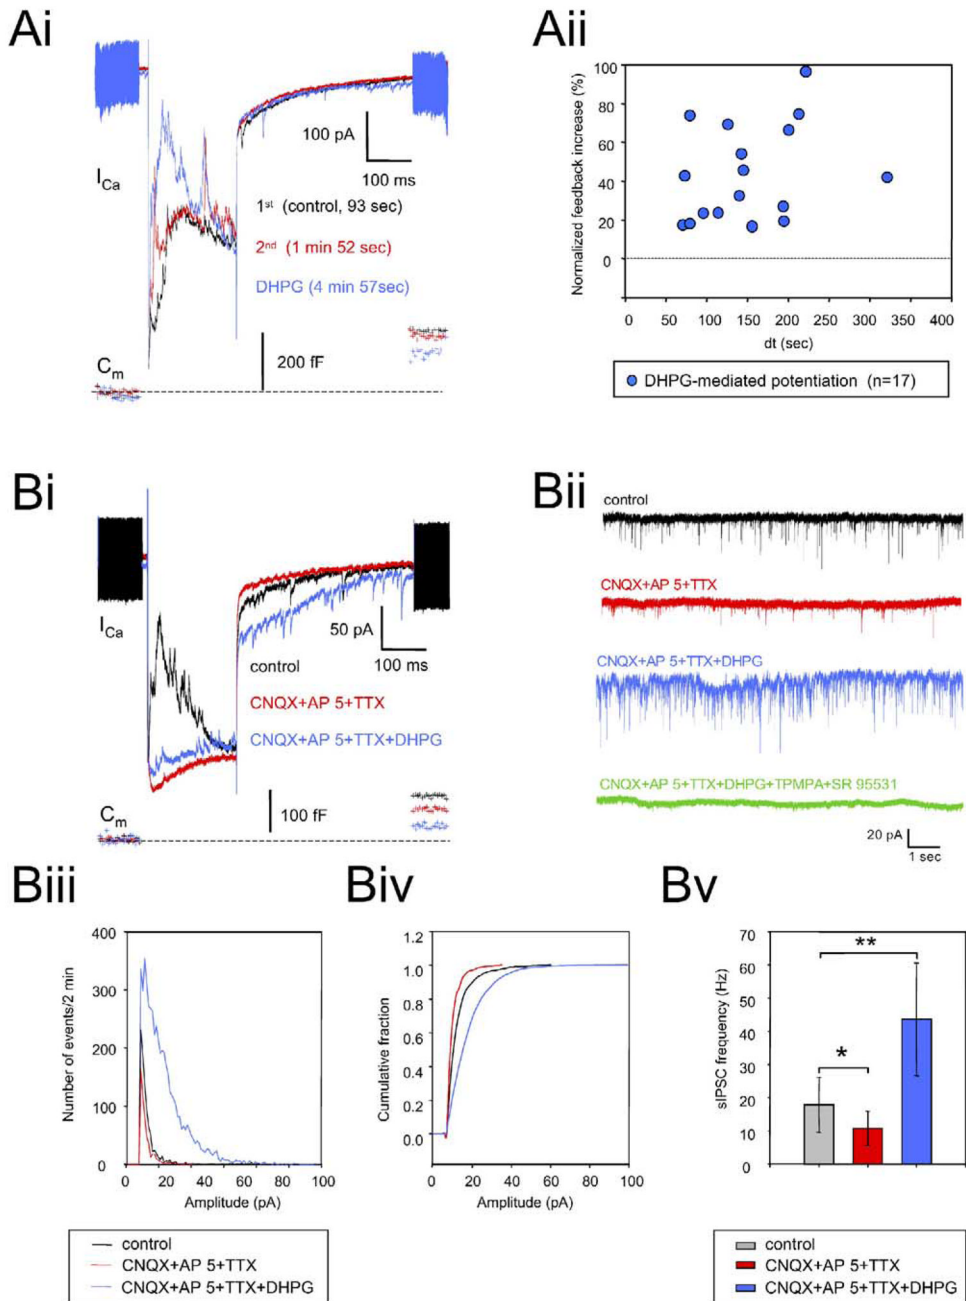 Ai
I_Ca
100 pA
100 ms
1st (control, 93 sec)
2nd (1 min 52 sec)
DHPG (4 min 57sec)
C_m
200 fF
Aii
Normalized feedback increase (%)
100
80
60
40
20
0
0 50 100 150 200 250 300 350 400
dt (sec)
DHPG-mediated potentiation (n=17)
Bi
I_Ca
50 pA
100 ms
control
CNQX+AP 5+TTX
CNQX+AP 5+TTX+DHPG
C_m
100 fF
Bii
control
CNQX+AP 5+TTX
CNQX+AP 5+TTX+DHPG
CNQX+AP 5+TTX+DHPG+TPMPA+SR 95531
20 pA
1 sec
Biii
Number of events/2 min
400
300
200
100
0
0 20 40 60 80 100
Amplitude (pA)
control
CNQX+AP 5+TTX
CNQX+AP 5+TTX+DHPG
Biv
Cumulative fraction
1.2
1.0
0.8
0.6
0.4
0.2
0.0
0 20 40 60 80 100
Amplitude (pA)
Bv
sIPSC frequency (Hz)
70
60
50
40
30
20
10
0
**
*
control
CNQX+AP 5+TTX
CNQX+AP 5+TTX+DHPG